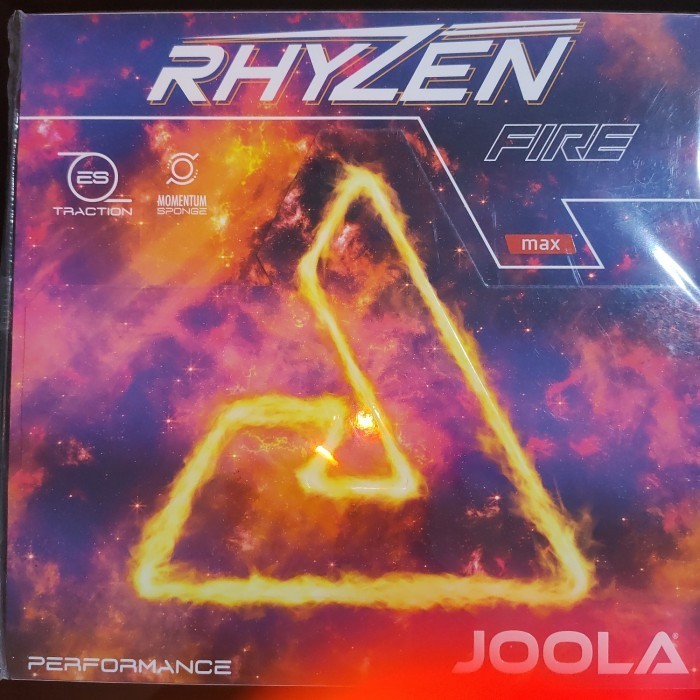 RHYZEN
FIRE
ES
TRACTION
MOMENTUM
SPONGE
max
PERFORMANCE
JOOLA®